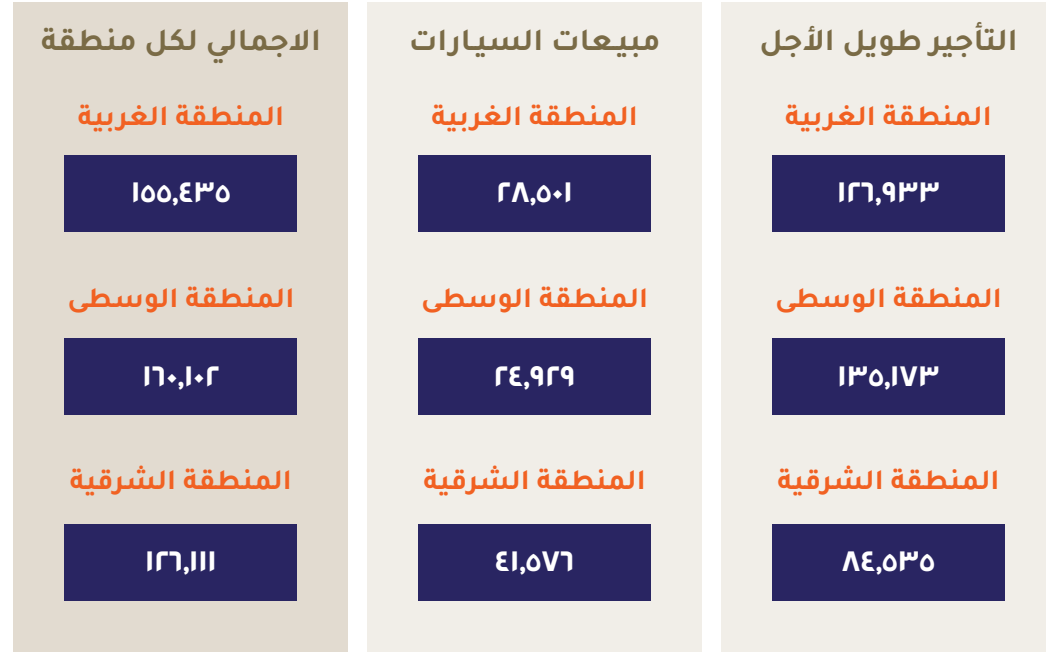 التأجير طويل الأجل
المنطقة الغربية
١٢٦,٩٣٣
المنطقة الوسطى
١٣٥,١٧٣
المنطقة الشرقية
٨٤,٥٣٥
مبيعات السيارات
المنطقة الغربية
٢٨,٥٠١
المنطقة الوسطى
٢٤,٩٢٩
المنطقة الشرقية
٤١,٥٧٦
الاجمالي لكل منطقة
المنطقة الغربية
١٥٥,٤٣٥
المنطقة الوسطى
١٦٠,١٠٢
المنطقة الشرقية
١٢٦,١١١